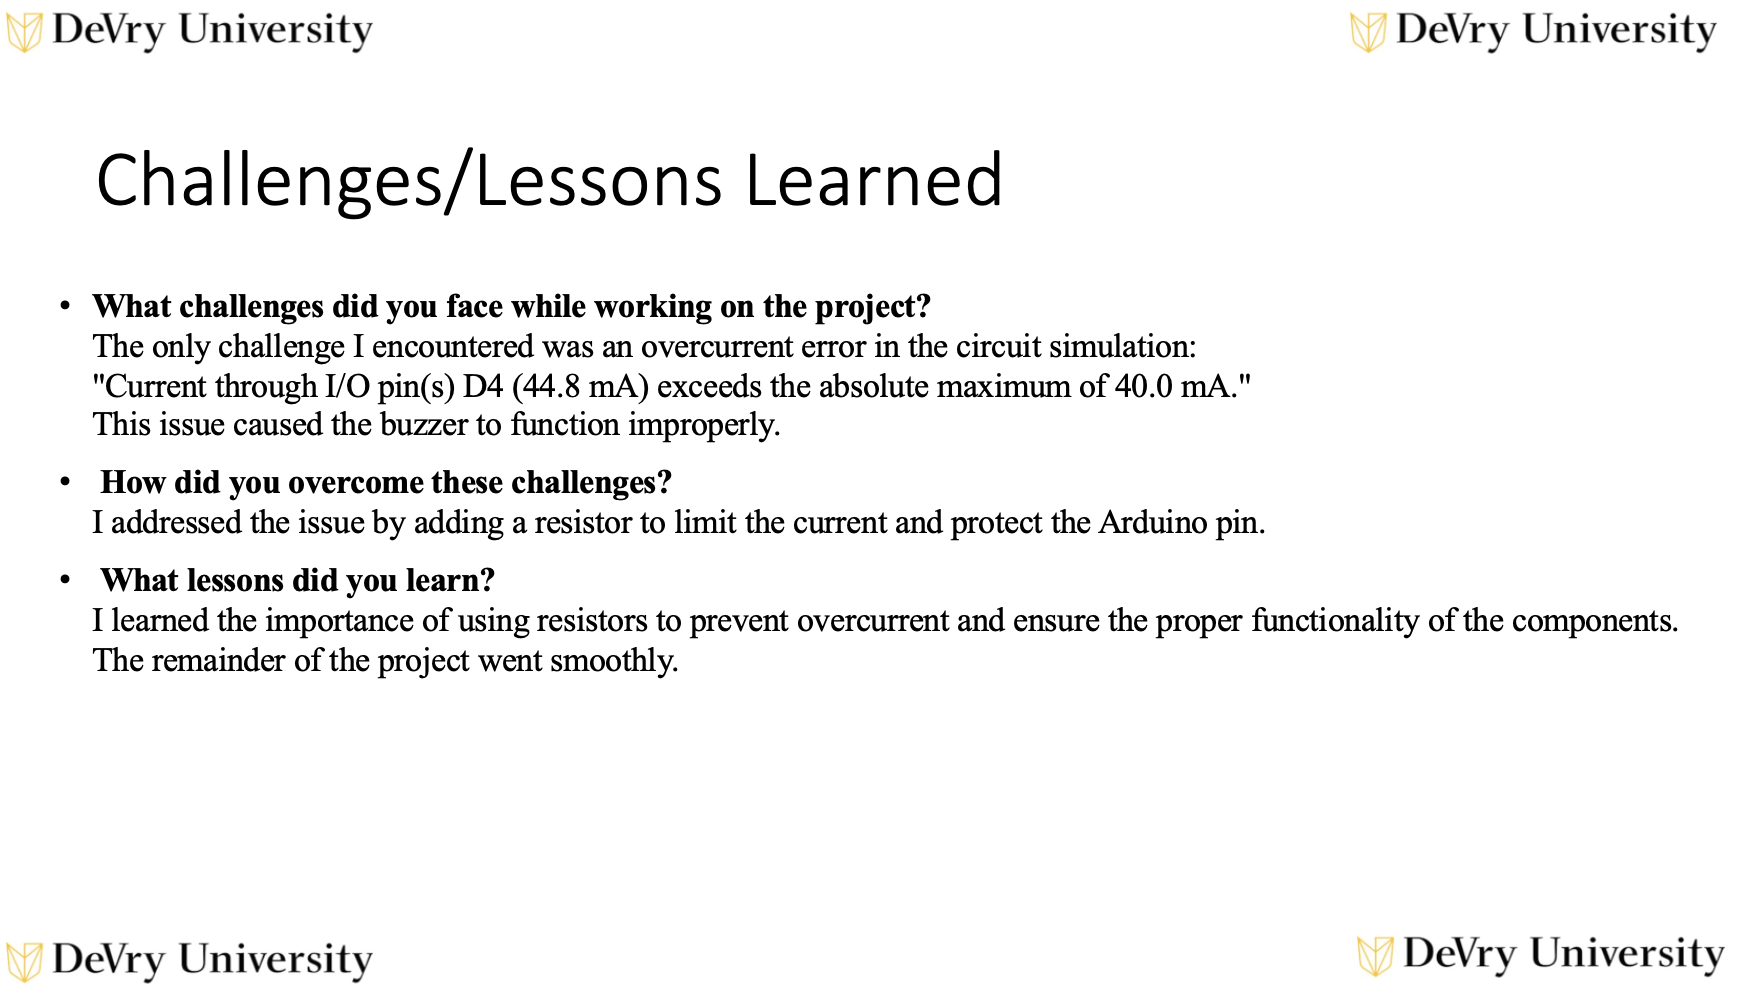 DeVry University
DeVry University
Challenges/Lessons Learned
• What challenges did you face while working on the project?
The only challenge I encountered was an overcurrent error in the circuit simulation:
"Current through I/O pin(s) D4 (44.8 mA) exceeds the absolute maximum of 40.0 mA."
This issue caused the buzzer to function improperly.
• How did you overcome these challenges?
I addressed the issue by adding a resistor to limit the current and protect the Arduino pin.
• What lessons did you learn?
I learned the importance of using resistors to prevent overcurrent and ensure the proper functionality of the components.
The remainder of the project went smoothly.
DeVry University
DeVry University